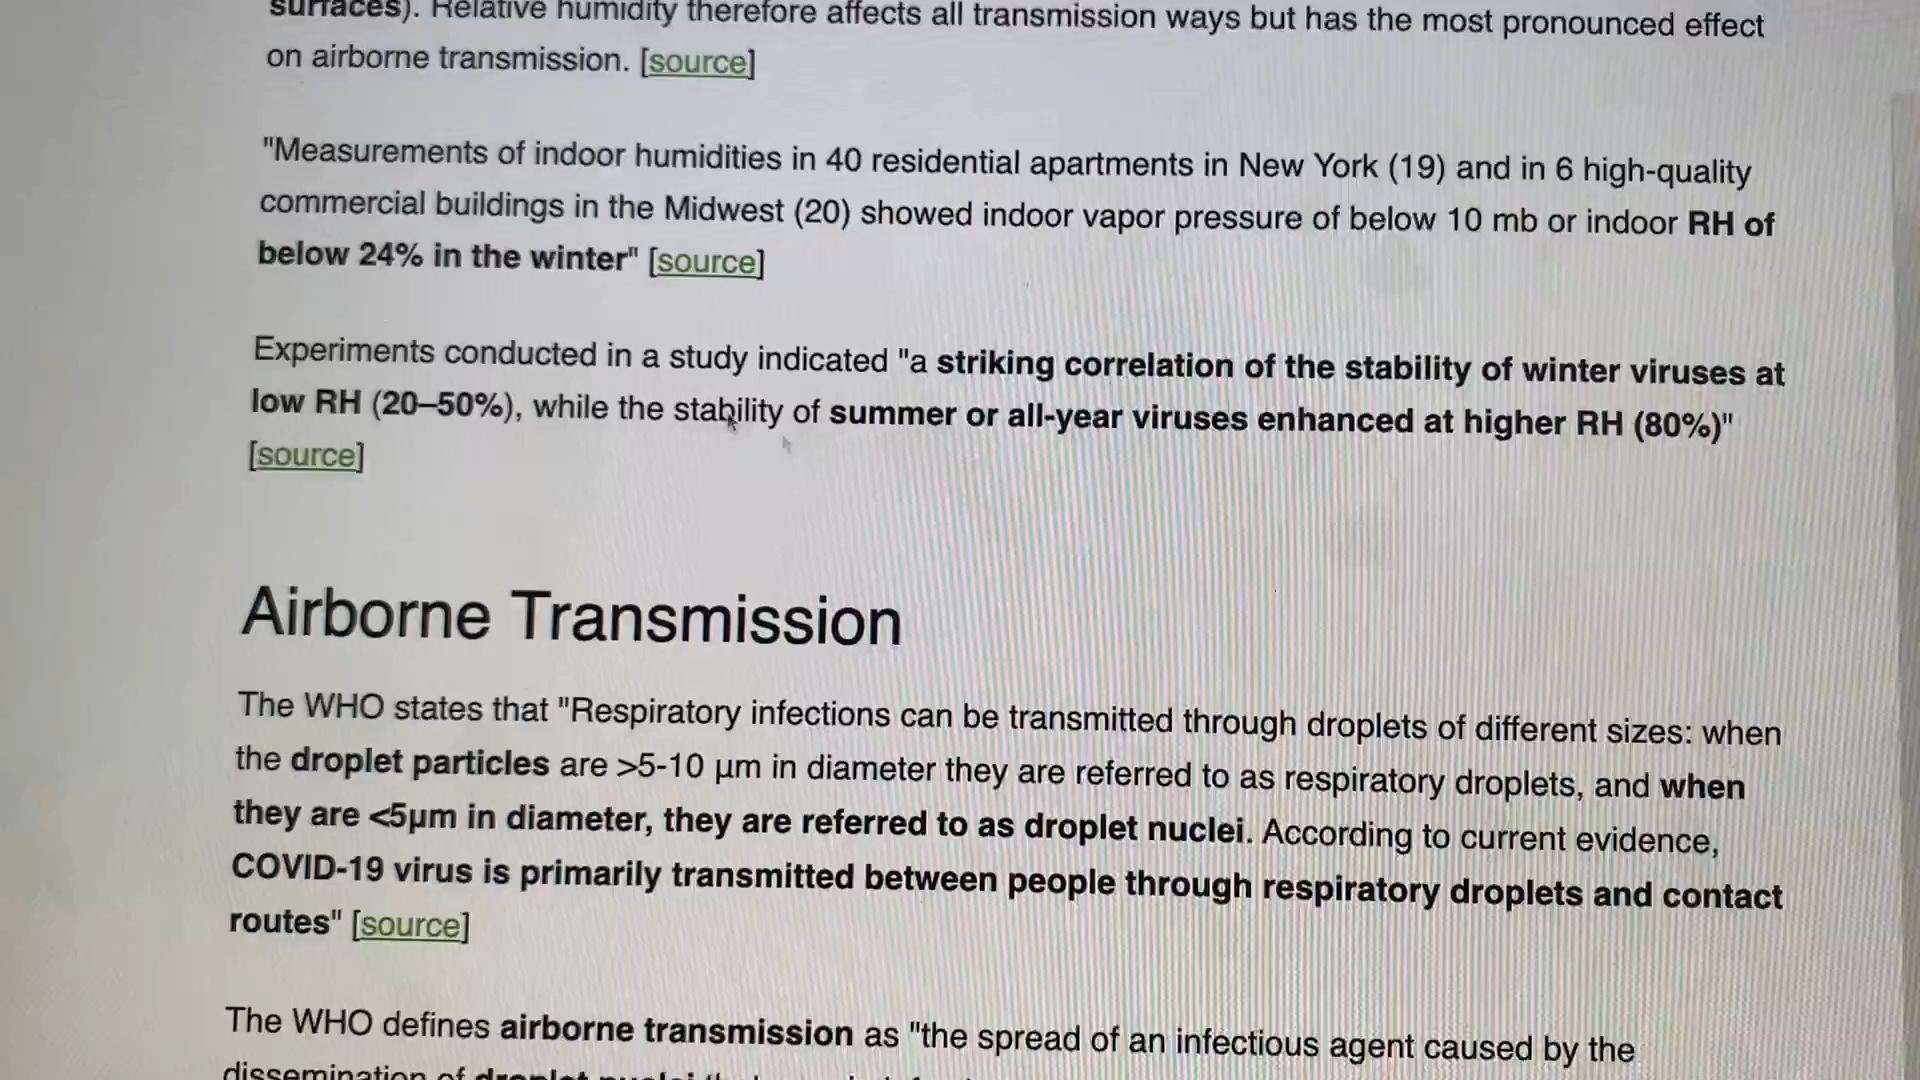 surfaces). Relative humidity therefore affects all transmission ways but has the most pronounced effect
on airborne transmission. [source]
"Measurements of indoor humidities in 40 residential apartments in New York (19) and in 6 high-quality
commercial buildings in the Midwest (20) showed indoor vapor pressure of below 10 mb or indoor RH of
below 24% in the winter" [source]
Experiments conducted in a study indicated "a striking correlation of the stability of winter viruses at
low RH (20–50%), while the stability of summer or all-year viruses enhanced at higher RH (80%)"
[source]
Airborne Transmission
The WHO states that "Respiratory infections can be transmitted through droplets of different sizes: when
the droplet particles are >5-10 μm in diameter they are referred to as respiratory droplets, and when
they are <5μm in diameter, they are referred to as droplet nuclei. According to current evidence,
COVID-19 virus is primarily transmitted between people through respiratory droplets and contact
routes" [source]
The WHO defines airborne transmission as "the spread of an infectious agent caused by the
dissemination of droplet nuclei